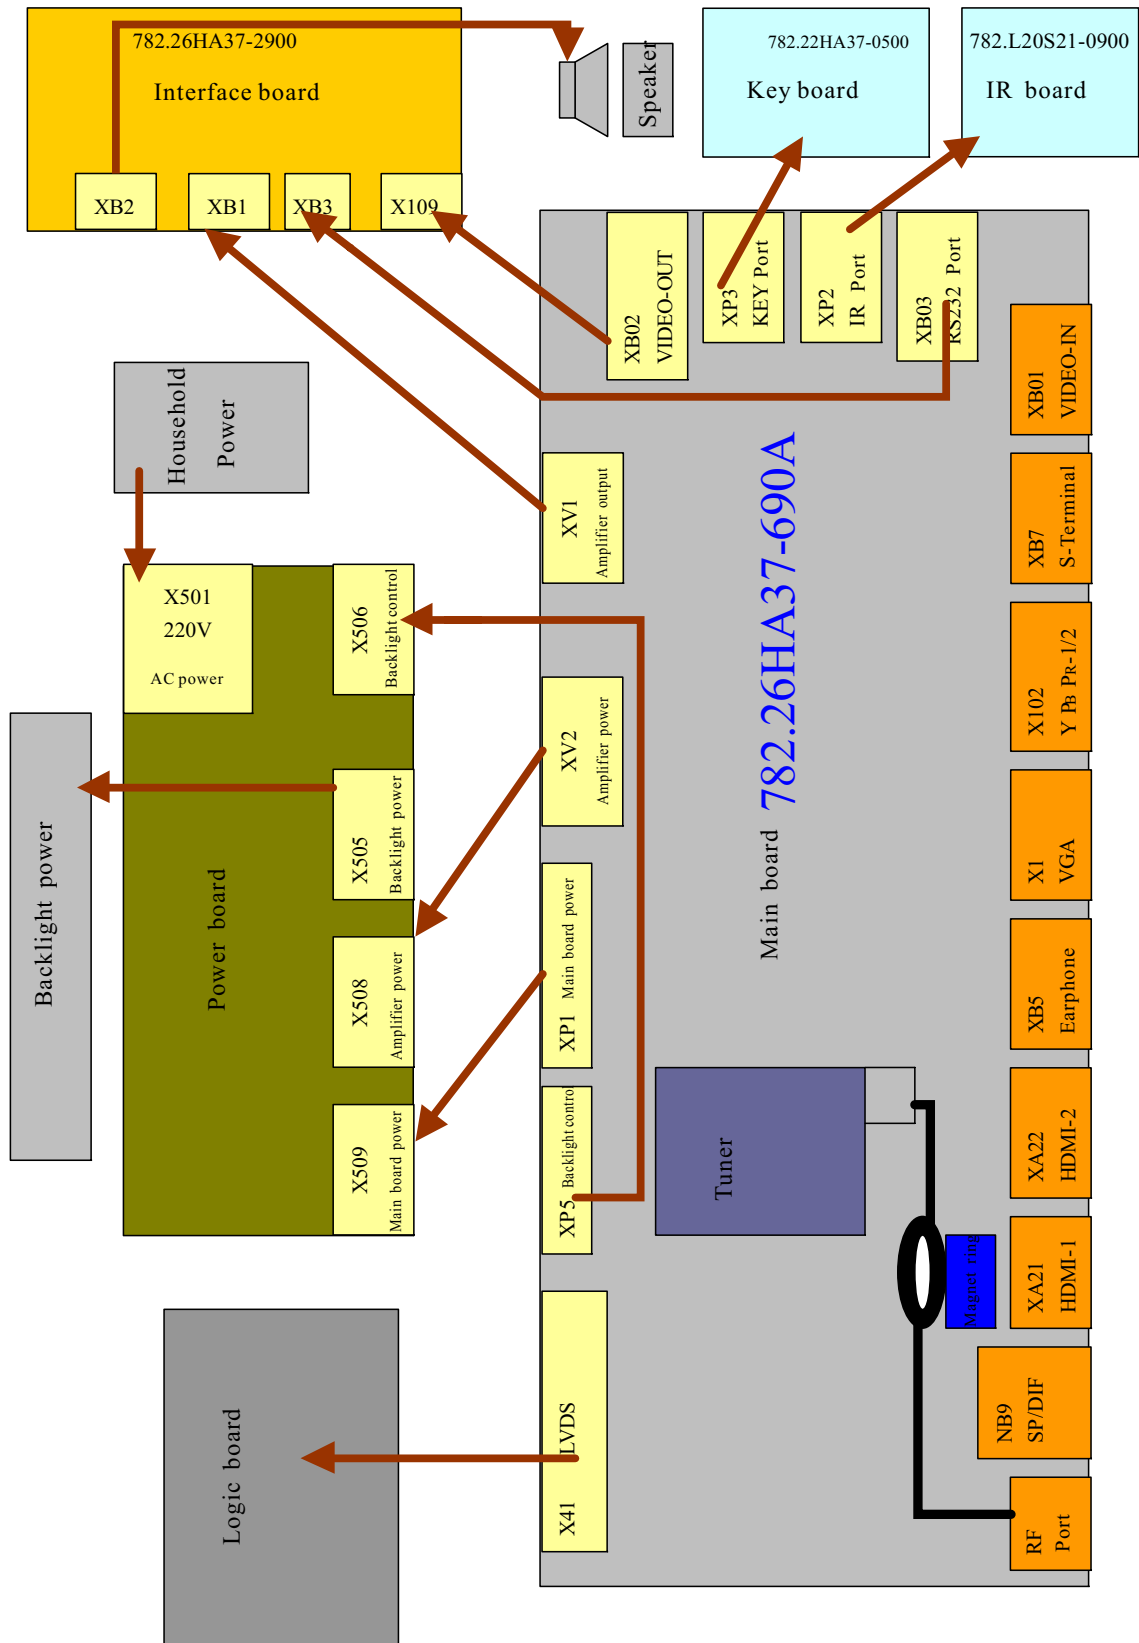 782.26HA37-2900
Interface board
XB2
XB1
XB3
X109
Speaker
782.22HA37-0500
Key board
782.L20S21-0900
IR board
XB02
VIDEO-OUT
XP3
KEY Port
XP2
IR Port
XB03
RS232 Port
XB01
VIDEO-IN
XB7
S-Terminal
X102
Y PB PR-1/2
X1
VGA
XB5
Earphone
XA22
HDMI-2
XA21
HDMI-1
NB9
SP/DIF
RF
Port
Household
Power
X501
220V
AC power
X506
Backlight control
X505
Backlight power
X508
Amplifier power
X509
Main board power
Power board
Backlight power
XV1
Amplifier output
XV2
Amplifier power
XP1 Main board power
XP5 Backlight control
X41 LVDS
Main board 782.26HA37-690A
Tuner
Magnet ring
Logic board